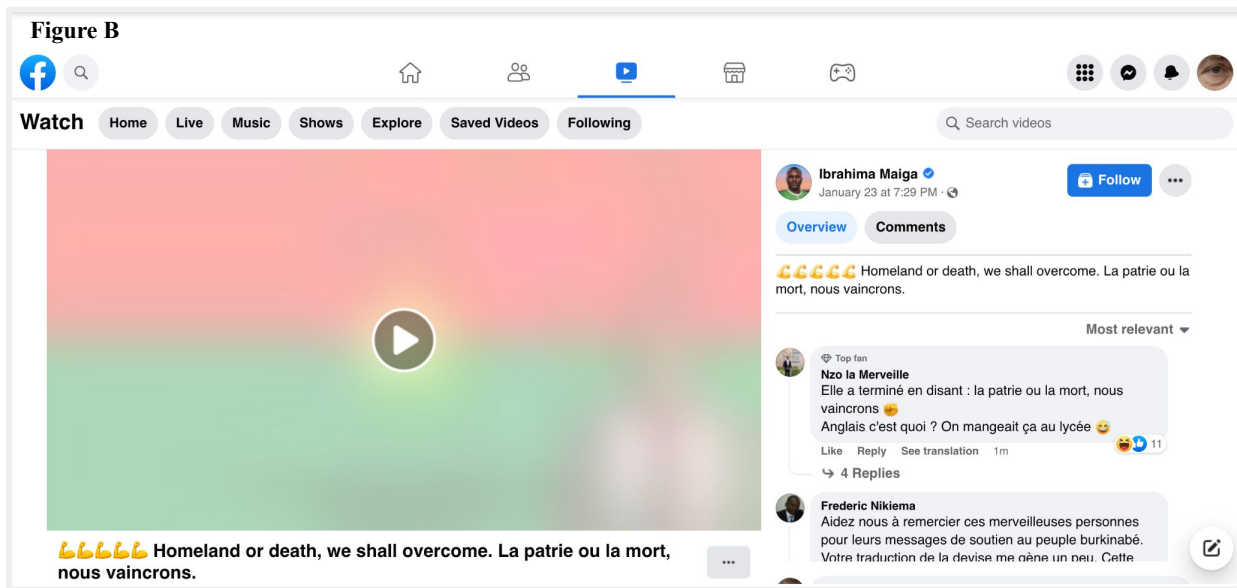 Figure B
Watch Home Live Music Shows Explore Saved Videos Following
Search videos
Ibrahima Maiga
January 23 at 7:29 PM ·
Follow
Overview Comments
💪💪💪💪💪 Homeland or death, we shall overcome. La patrie ou la
mort, nous vaincrons.
Most relevant
Top fan
Nzo la Merveille
Elle a terminé en disant : la patrie ou la mort, nous
vaincrons ✊
Anglais c'est quoi ? On mangeait ça au lycée 😅
11
Like Reply See translation 1m
4 Replies
Frederic Nikiema
Aidez nous à remercier ces merveilleuses personnes
pour leurs messages de soutien au peuple burkinabé.
Votre traduction de la devise me gène un peu. Cette
💪💪💪💪💪 Homeland or death, we shall overcome. La patrie ou la mort,
nous vaincrons.